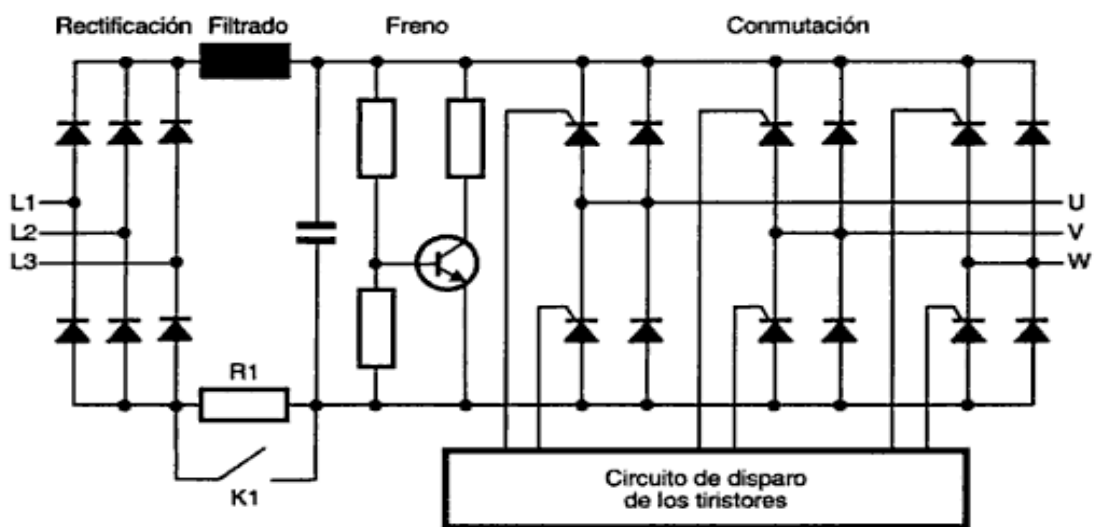 Rectificación Filtrado Freno Conmutación
L1
L2
L3
U
V
W
R1
K1
Circuito de disparo
de los tiristores